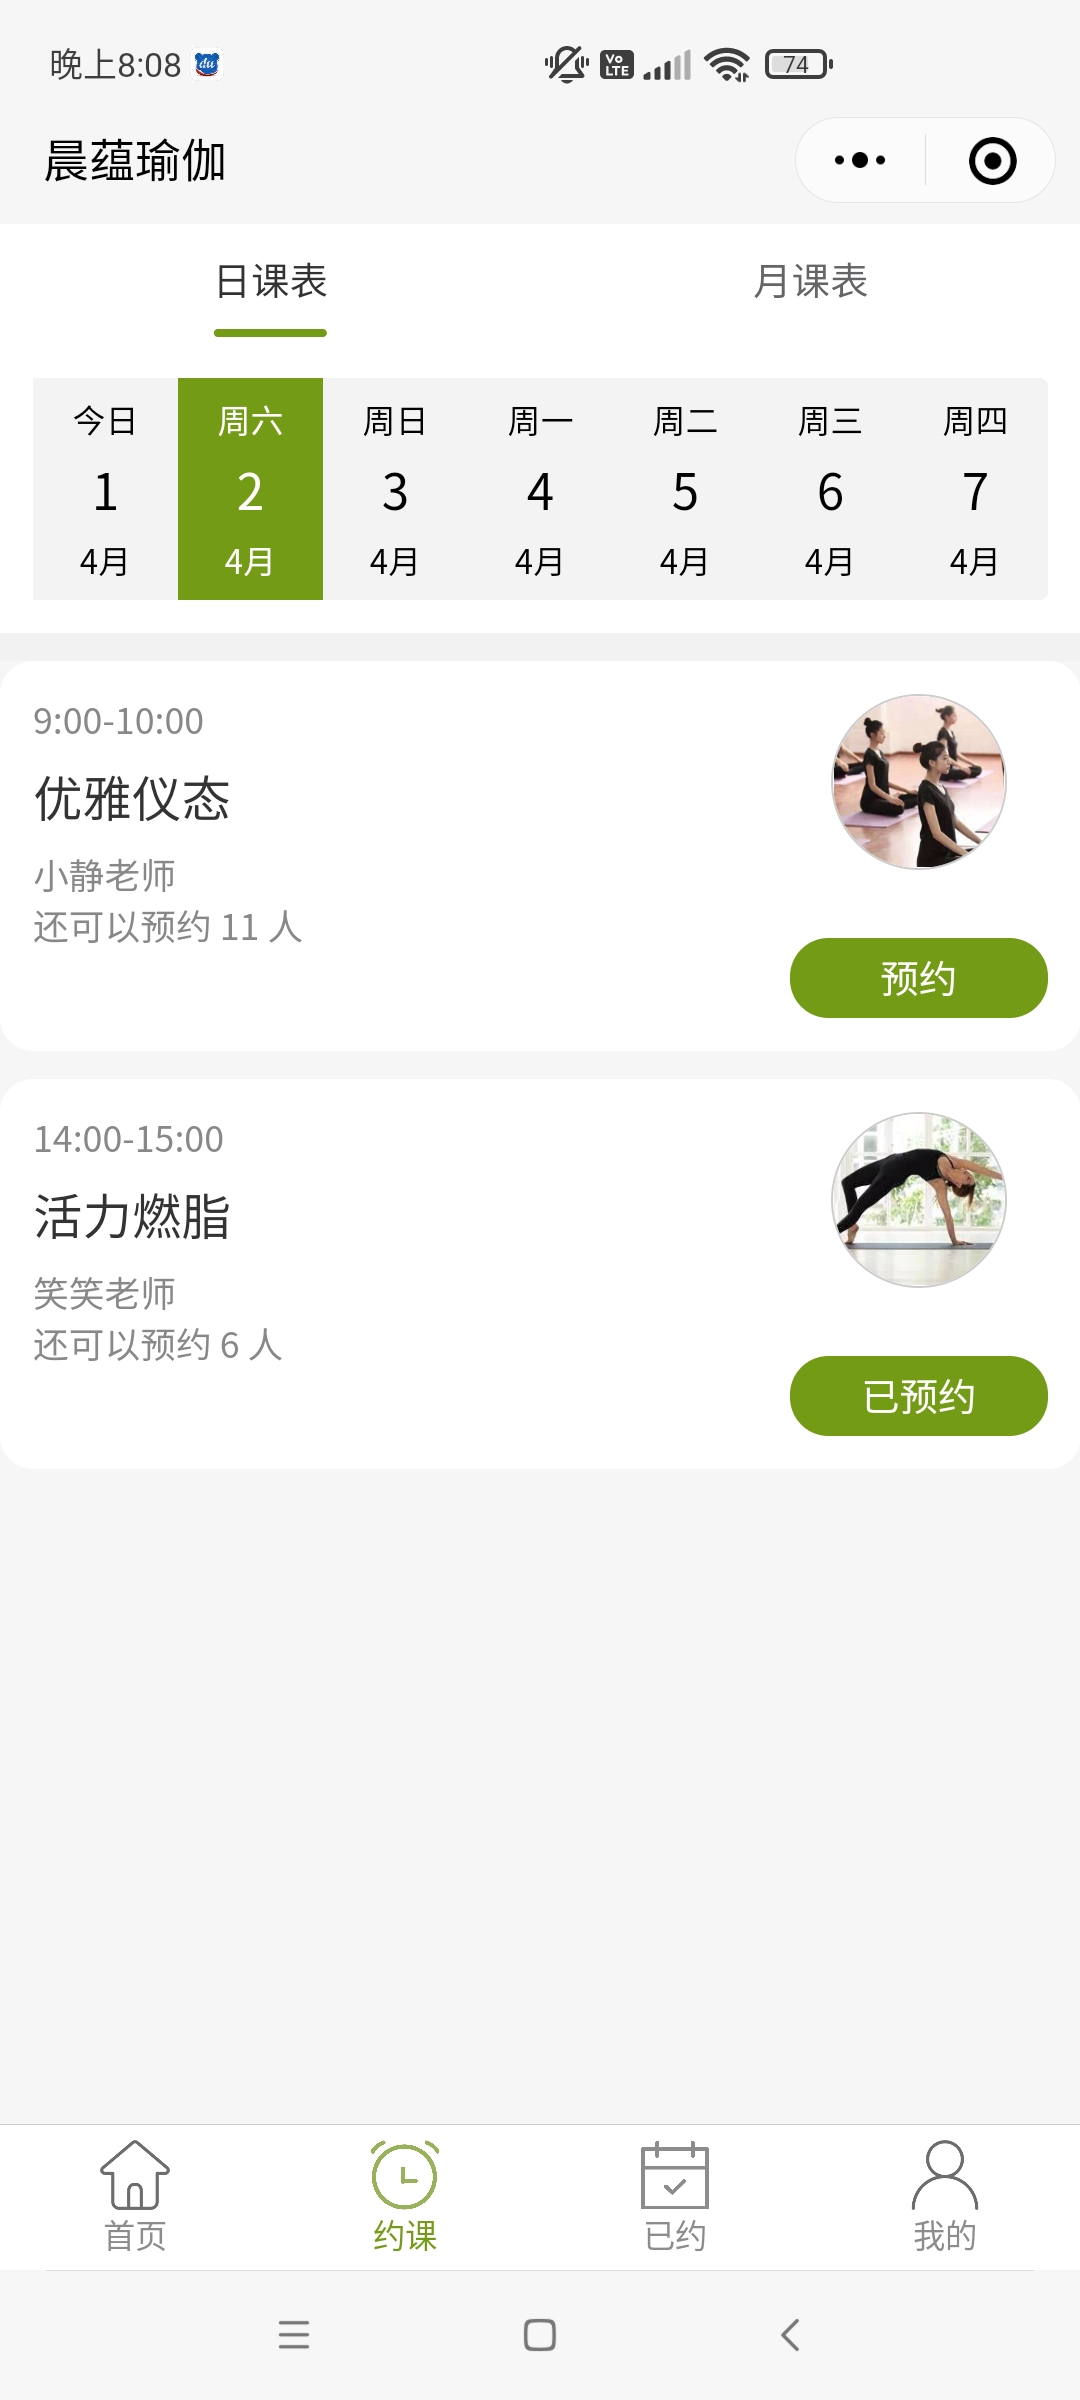 晚上8:08
du
Vo
LTE
74
晨蕴瑜伽
日课表
月课表
今日 周六 周日 周一 周二 周三 周四
1 2 3 4 5 6 7
4月 4月 4月 4月 4月 4月 4月
9:00-10:00
优雅仪态
小静老师
还可以预约 11 人
预约
14:00-15:00
活力燃脂
笑笑老师
还可以预约 6 人
已预约
首页 约课 已约 我的